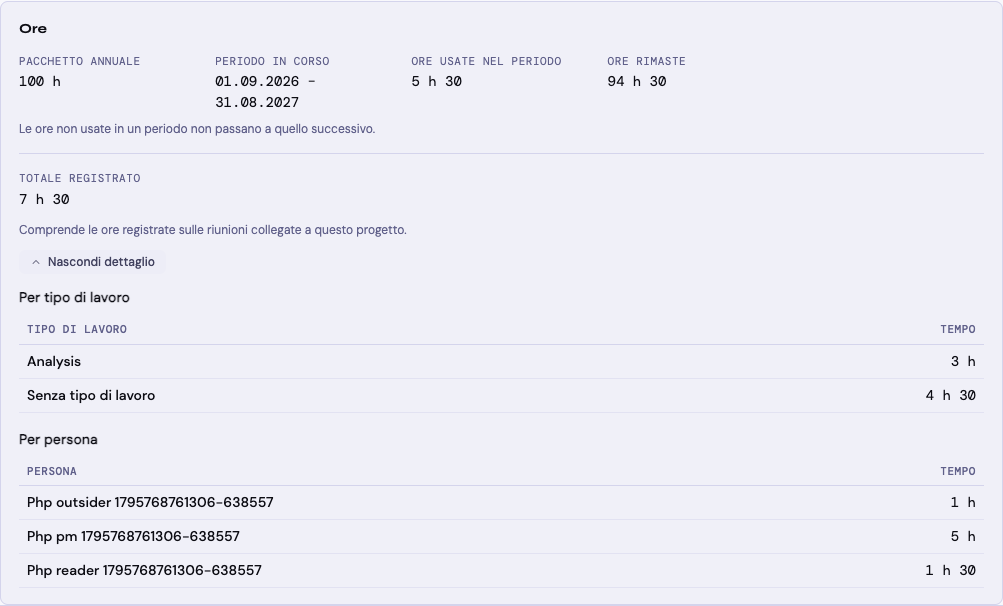 Ore
PACCHETTO ANNUALE
100 h
PERIODO IN CORSO
01.09.2026 –
31.08.2027
ORE USATE NEL PERIODO
5 h 30
ORE RIMASTE
94 h 30
Le ore non usate in un periodo non passano a quello successivo.
TOTALE REGISTRATO
7 h 30
Comprende le ore registrate sulle riunioni collegate a questo progetto.
Nascondi dettaglio
Per tipo di lavoro
TIPO DI LAVORO TEMPO
Analysis 3 h
Senza tipo di lavoro 4 h 30
Per persona
PERSONA TEMPO
Php outsider 1795768761306-638557 1 h
Php pm 1795768761306-638557 5 h
Php reader 1795768761306-638557 1 h 30